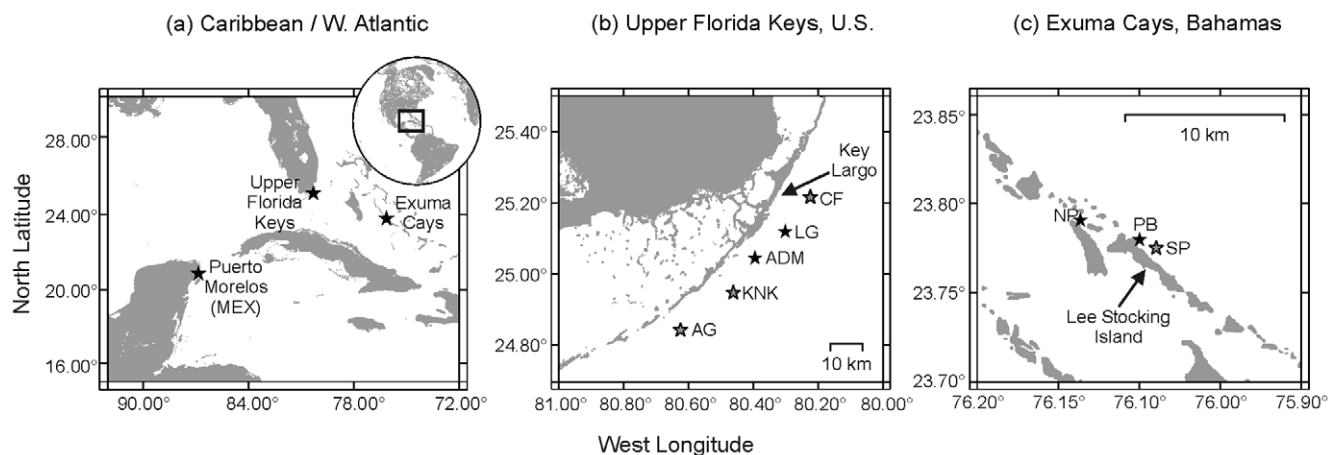 (a) Caribbean / W. Atlantic
(b) Upper Florida Keys, U.S.
(c) Exuma Cays, Bahamas
North Latitude
28.00°
24.00°
20.00°
16.00°
90.00°
84.00°
78.00°
72.00°
Upper
Florida
Keys
Exuma
Cays
Puerto
Morelos
(MEX)
25.40°
25.20°
25.00°
24.80°
81.00°
80.80°
80.60°
80.40°
80.20°
80.00°
Key
Largo
CF
LG
ADM
KNK
AG
10 km
23.85°
23.80°
23.75°
23.70°
76.20°
76.15°
76.10°
76.00°
75.90°
10 km
NP
PB
SP
Lee Stocking
Island
West Longitude